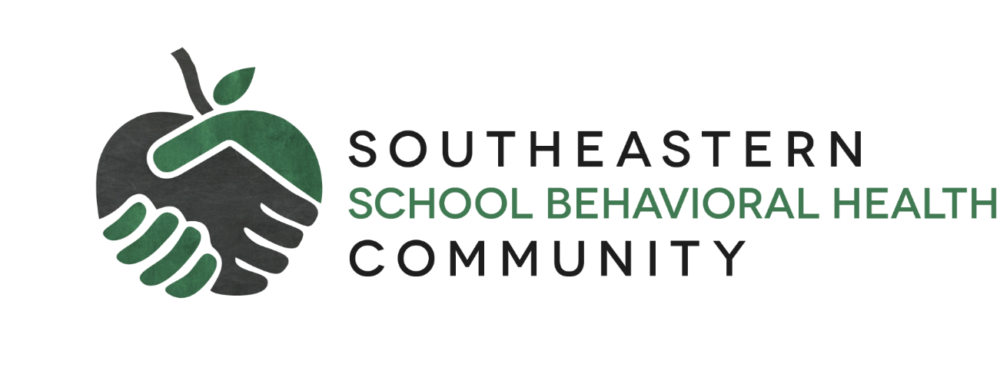 SOUTHEASTERN
SCHOOL BEHAVIORAL HEALTH
COMMUNITY